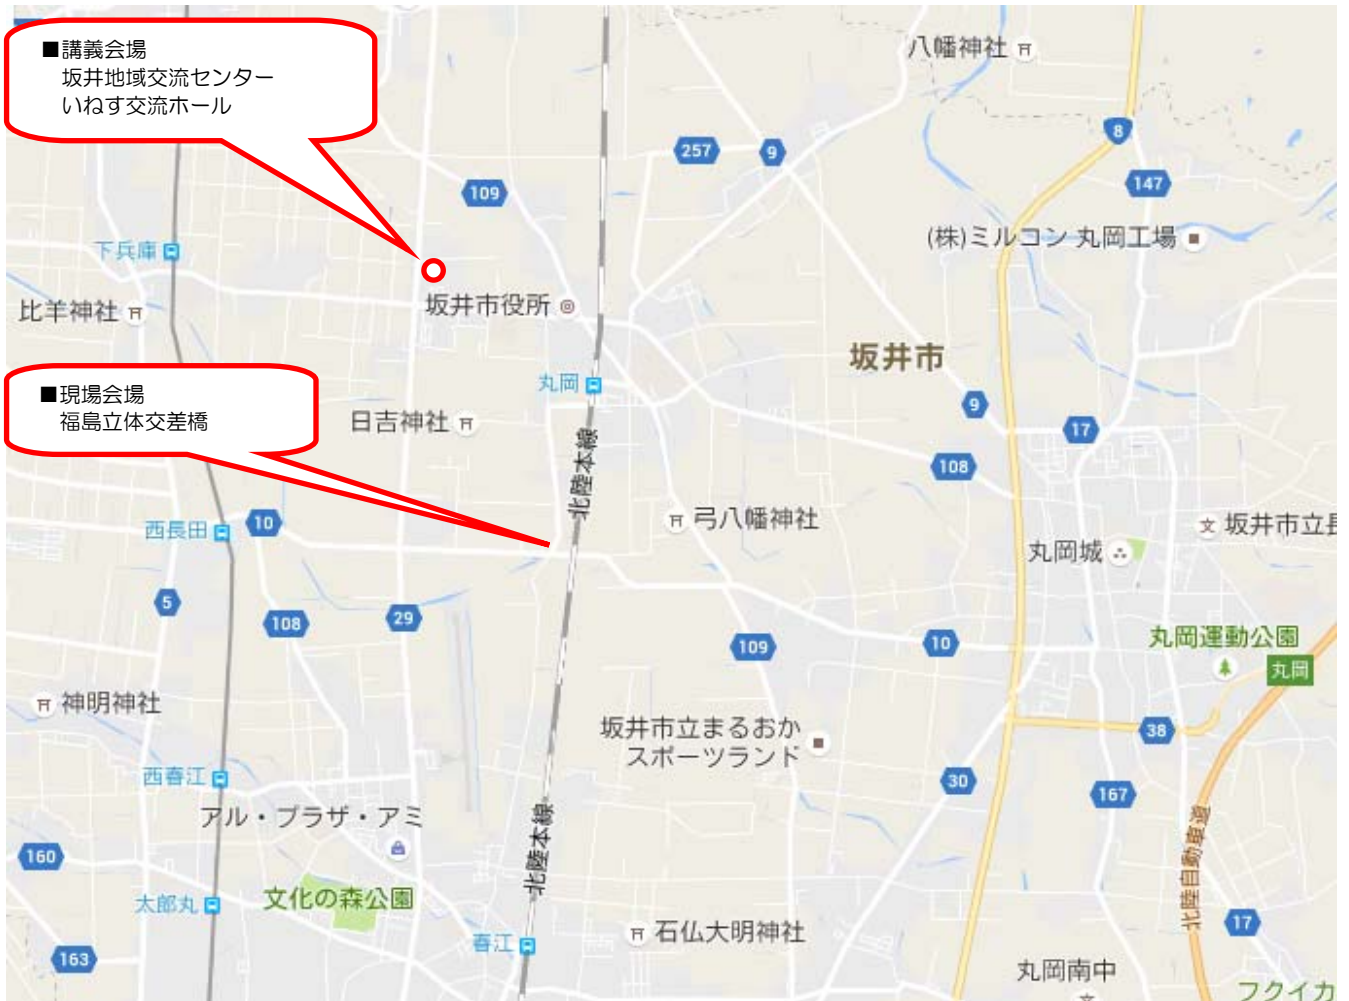 ■講義会場
坂井地域交流センター
いねす交流ホール
八幡神社
8
257
9
147
109
(株)ミルコン 丸岡工場
下兵庫
比羊神社
坂井市役所
坂井市
■現場会場
福島立体交差橋
丸岡
日吉神社
9
17
北陸本線
108
西長田
10
弓八幡神社
坂井市立長
丸岡城
5
108
29
109
10
丸岡運動公園
丸岡
神明神社
坂井市立まるおか
スポーツランド
38
西春江
30
167
アル・プラザ・アミ
北陸本線
北陸自動車道
160
太郎丸
文化の森公園
17
春江
石仏大明神社
163
丸岡南中
フクイカ